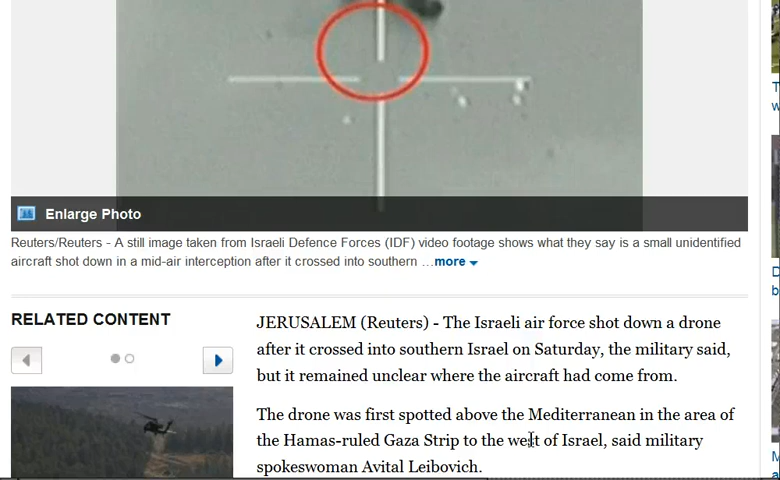 Enlarge Photo
Reuters/Reuters - A still image taken from Israeli Defence Forces (IDF) video footage shows what they say is a small unidentified
aircraft shot down in a mid-air interception after it crossed into southern …more
RELATED CONTENT
JERUSALEM (Reuters) - The Israeli air force shot down a drone
after it crossed into southern Israel on Saturday, the military said,
but it remained unclear where the aircraft had come from.
The drone was first spotted above the Mediterranean in the area of
the Hamas-ruled Gaza Strip to the west of Israel, said military
spokeswoman Avital Leibovich.